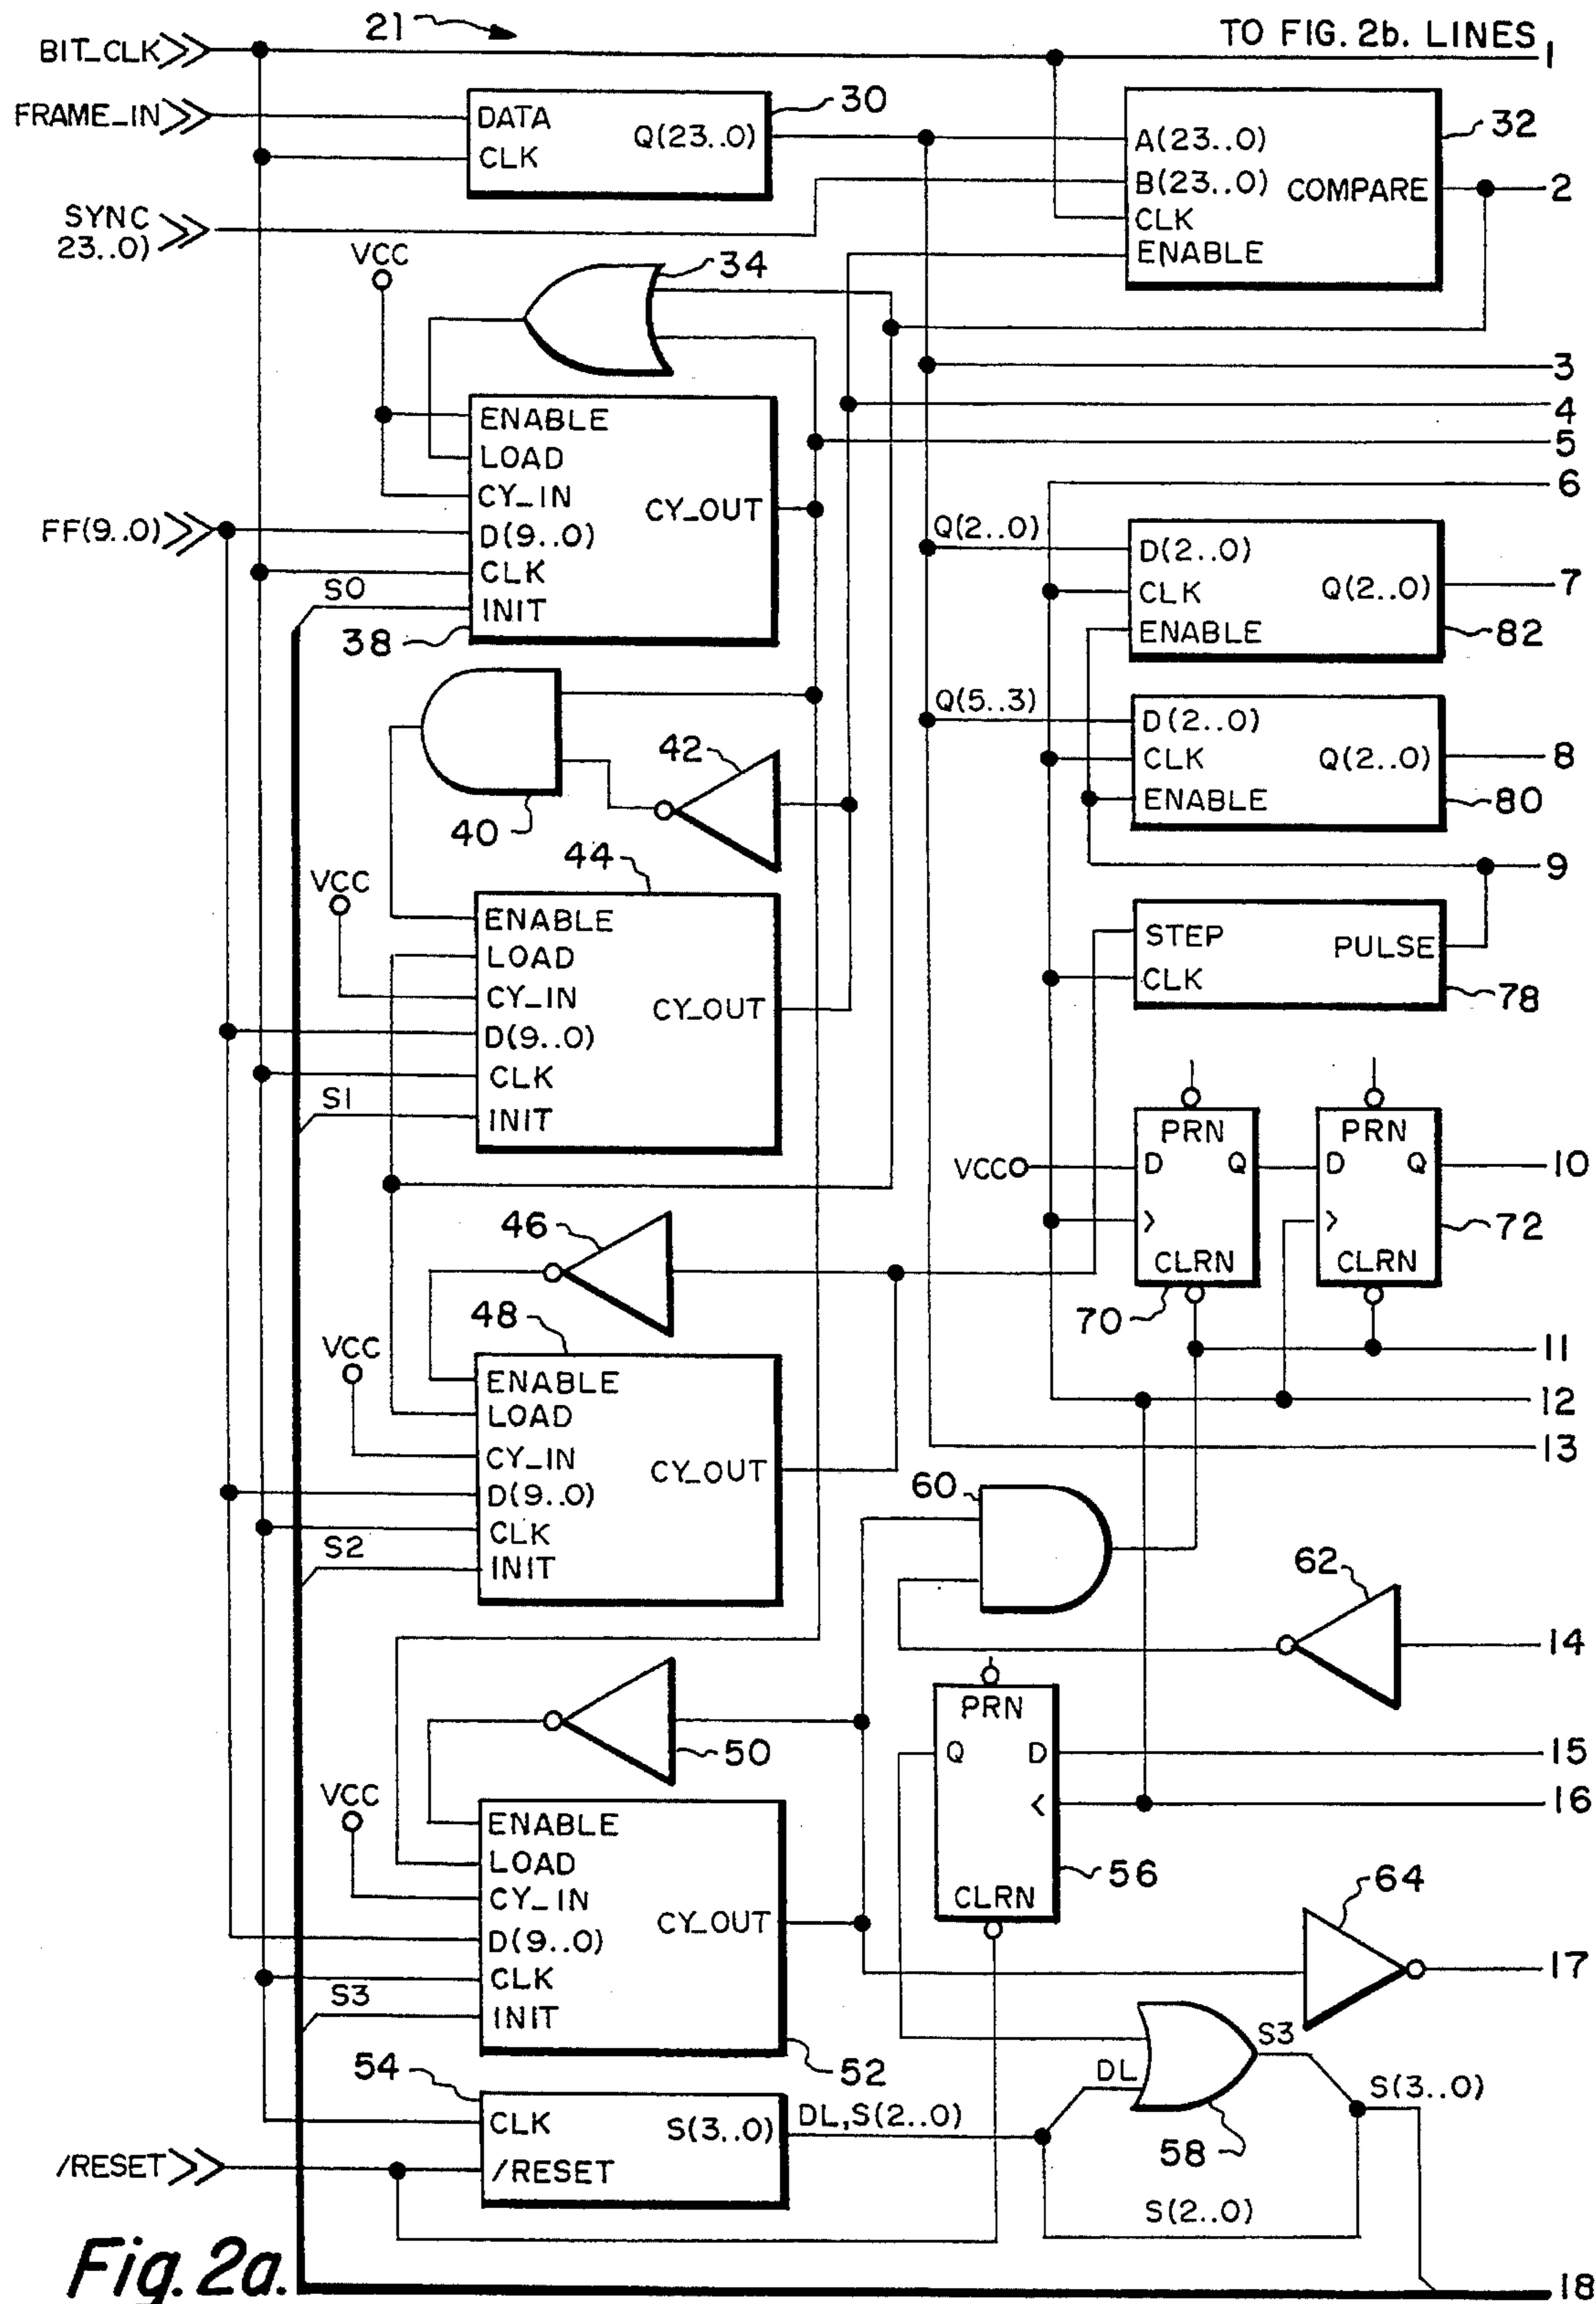 21
TO FIG. 2b. LINES
BIT_CLK
1
FRAME_IN
DATA
CLK
Q(23..0)
30
A(23..0)
B(23..0)
CLK
ENABLE
COMPARE
32
2
SYNC
23..0)
VCC
34
3
4
5
6
ENABLE
LOAD
CY_IN
D(9..0)
CLK
INIT
CY_OUT
FF(9..0)
S0
38
Q(2..0)
D(2..0)
CLK
ENABLE
Q(2..0)
7
82
Q(5..3)
D(2..0)
CLK
ENABLE
Q(2..0)
8
80
40
42
9
44
VCC
ENABLE
LOAD
CY_IN
D(9..0)
CLK
INIT
CY_OUT
S1
STEP
CLK
PULSE
78
VCC
PRN
D
Q
>
CLRN
70
PRN
D
Q
>
CLRN
10
72
11
12
13
46
48
VCC
ENABLE
LOAD
CY_IN
D(9..0)
CLK
INIT
CY_OUT
S2
60
62
14
50
PRN
Q
D
<
CLRN
15
16
56
64
17
VCC
ENABLE
LOAD
CY_IN
D(9..0)
CLK
INIT
CY_OUT
S3
52
54
CLK
/RESET
S(3..0)
DL,S(2..0)
DL
S3
S(3..0)
58
S(2..0)
/RESET
Fig. 2a.
18